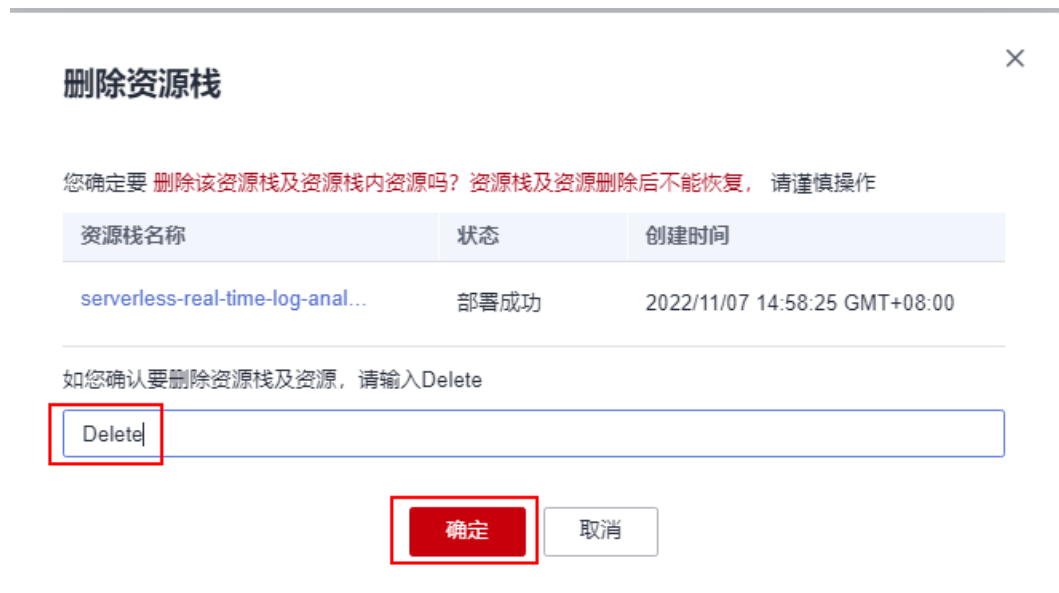 删除资源栈
您确定要 删除该资源栈及资源栈内资源吗？资源栈及资源删除后不能恢复， 请谨慎操作
资源栈名称 状态 创建时间
serverless-real-time-log-anal... 部署成功 2022/11/07 14:58:25 GMT+08:00
如您确认要删除资源栈及资源，请输入Delete
Delete
确定 取消